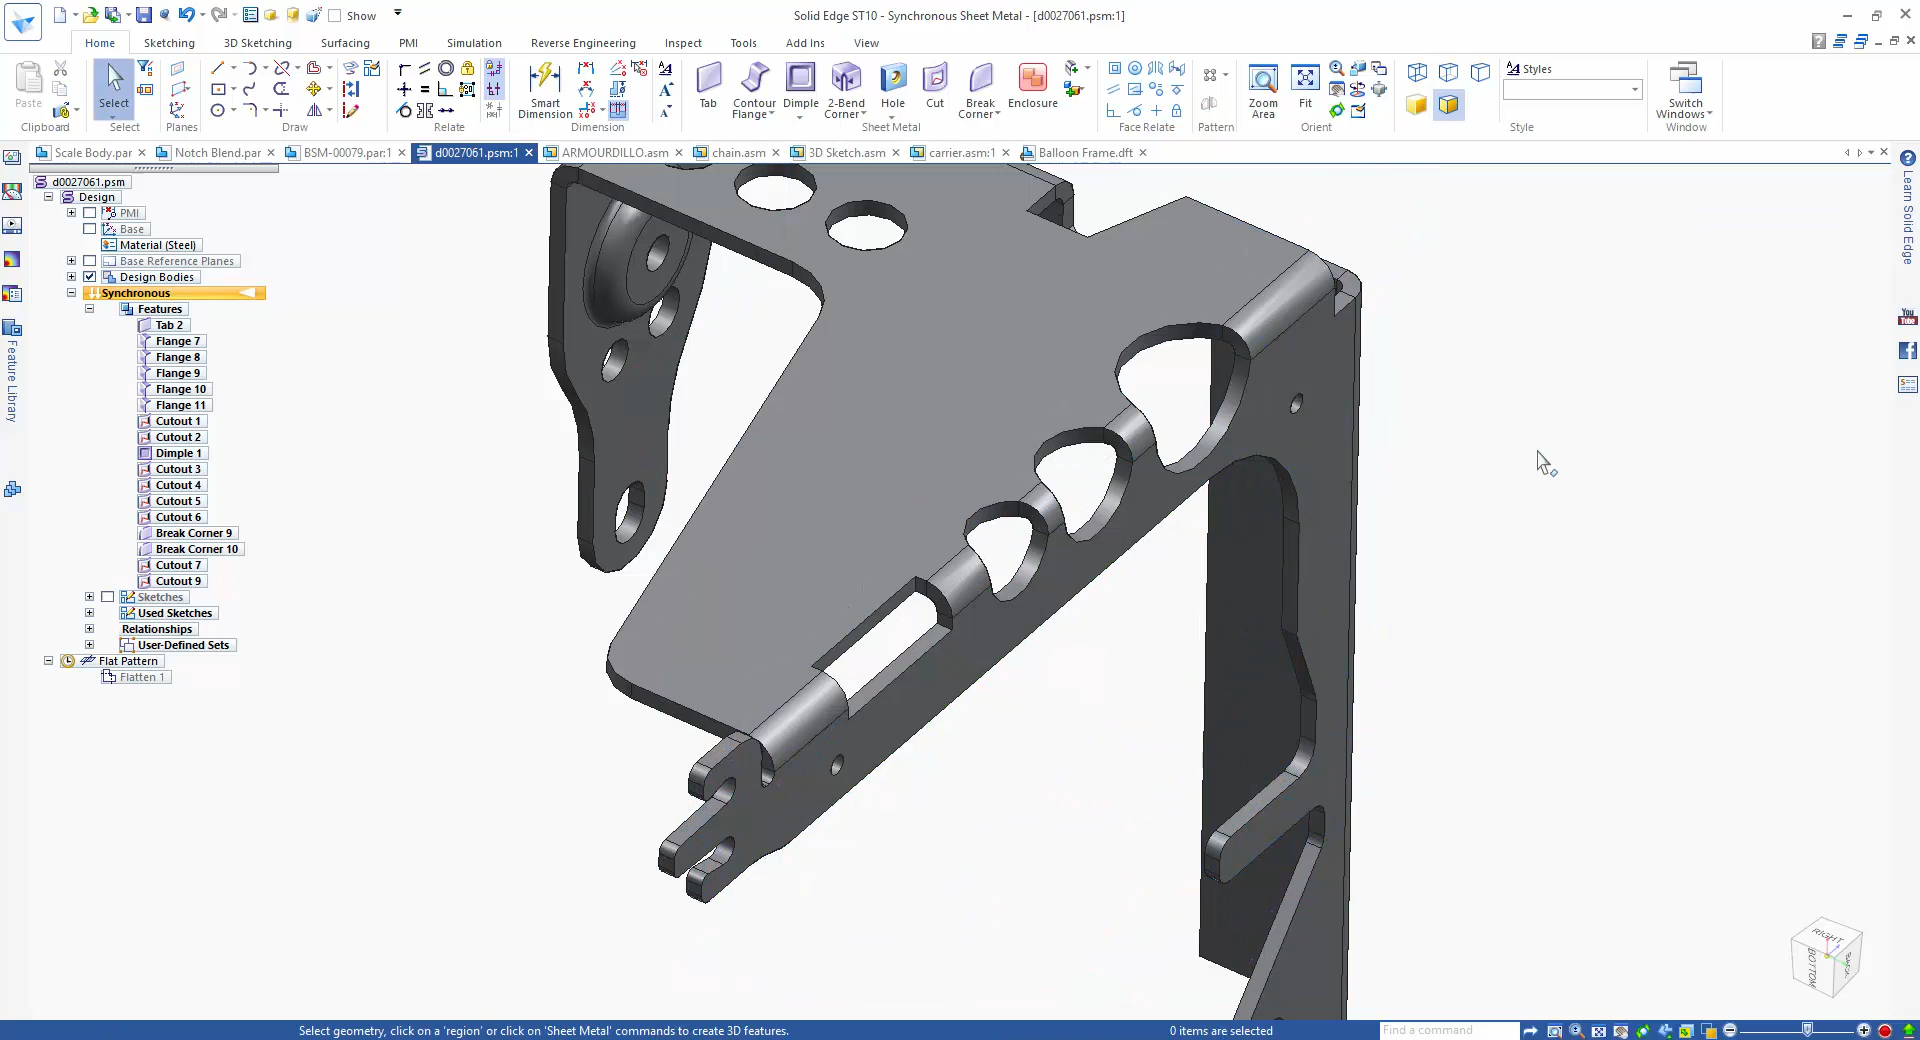 Show
Solid Edge ST10 - Synchronous Sheet Metal - [d0027061.psm:1]
Home Sketching 3D Sketching Surfacing PMI Simulation Reverse Engineering Inspect Tools Add Ins View
Paste
Clipboard
Select
Select
Planes
Draw
Relate
Smart Dimension
Dimension
Tab
Contour Flange
Dimple
2-Bend Corner
Hole
Cut
Break Corner
Enclosure
Sheet Metal
Face Relate
Pattern
Zoom Area
Fit
Orient
Styles
Style
Switch Windows
Window
Scale Body.par Notch Blend.par BSM-00079.par:1 d0027061.psm:1 ARMOURDILLO.asm chain.asm 3D Sketch.asm carrier.asm:1 Balloon Frame.dft
d0027061.psm
Design
PMI
Base
Material (Steel)
Base Reference Planes
Design Bodies
Synchronous
Features
Tab 2
Flange 7
Flange 8
Flange 9
Flange 10
Flange 11
Cutout 1
Cutout 2
Dimple 1
Cutout 3
Cutout 4
Cutout 5
Cutout 6
Break Corner 9
Break Corner 10
Cutout 7
Cutout 9
Sketches
Used Sketches
Relationships
User-Defined Sets
Flat Pattern
Flatten 1
Feature Library
Learn Solid Edge
You Tube
RIGHT
BOTTOM
BACK
Select geometry, click on a 'region' or click on 'Sheet Metal' commands to create 3D features.
0 items are selected
Find a command